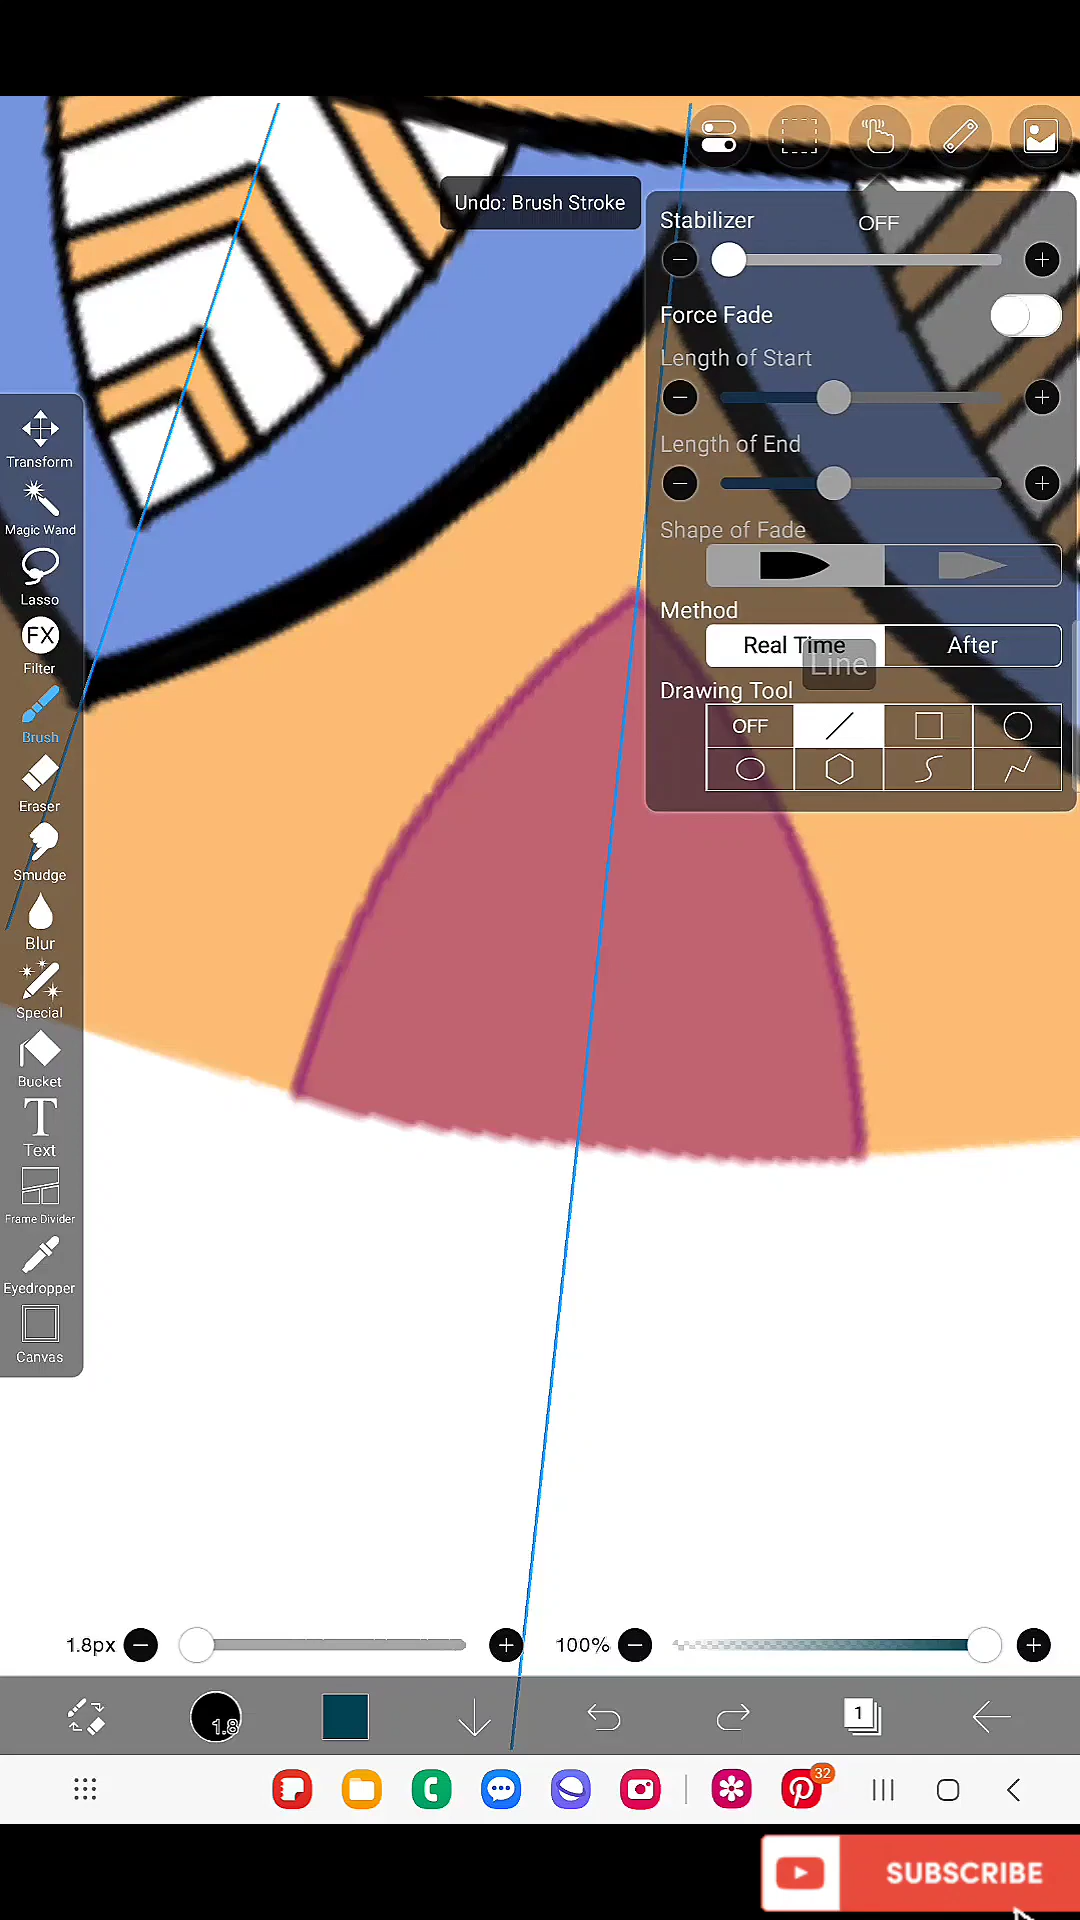 Undo: Brush Stroke
Stabilizer
OFF
Force Fade
Length of Start
Length of End
Shape of Fade
Method
Real Time
After
Line
Drawing Tool
OFF
Transform
Magic Wand
Lasso
FX
Filter
Brush
Eraser
Smudge
Blur
Special
Bucket
T
Text
Frame Divider
Eyedropper
Canvas
1.8px
100%
1.8
1
32
SUBSCRIBE